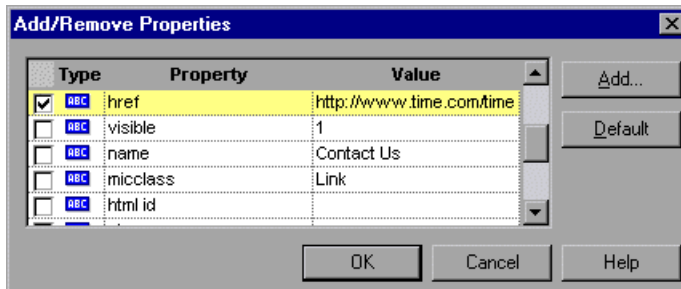 Add/Remove Properties
Type Property Value
ABC href http://www.time.com/time
ABC visible 1
ABC name Contact Us
ABC micclass Link
ABC html id
Add...
Default
OK Cancel Help